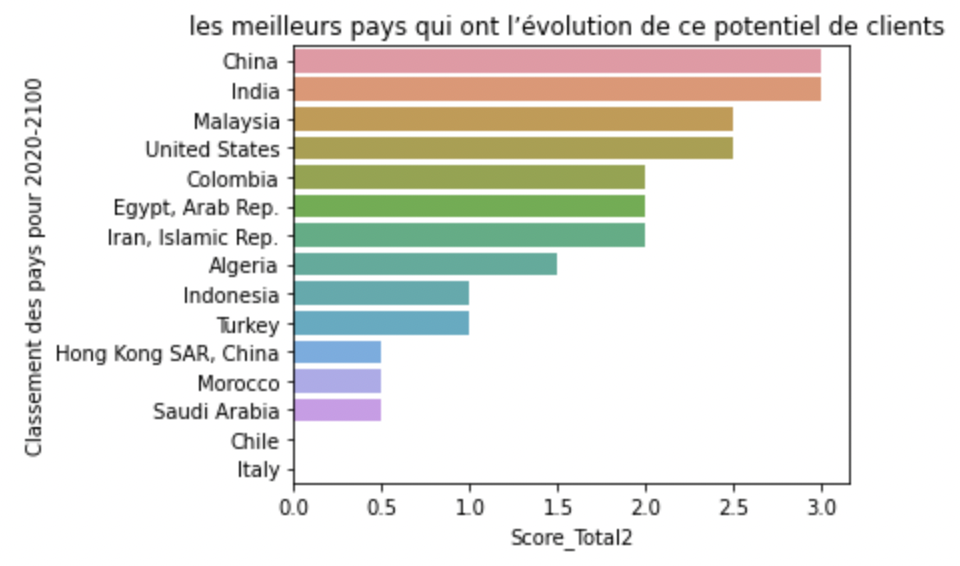 les meilleurs pays qui ont l’évolution de ce potentiel de clients
Classement des pays pour 2020-2100
China
India
Malaysia
United States
Colombia
Egypt, Arab Rep.
Iran, Islamic Rep.
Algeria
Indonesia
Turkey
Hong Kong SAR, China
Morocco
Saudi Arabia
Chile
Italy
0.0 0.5 1.0 1.5 2.0 2.5 3.0
Score_Total2